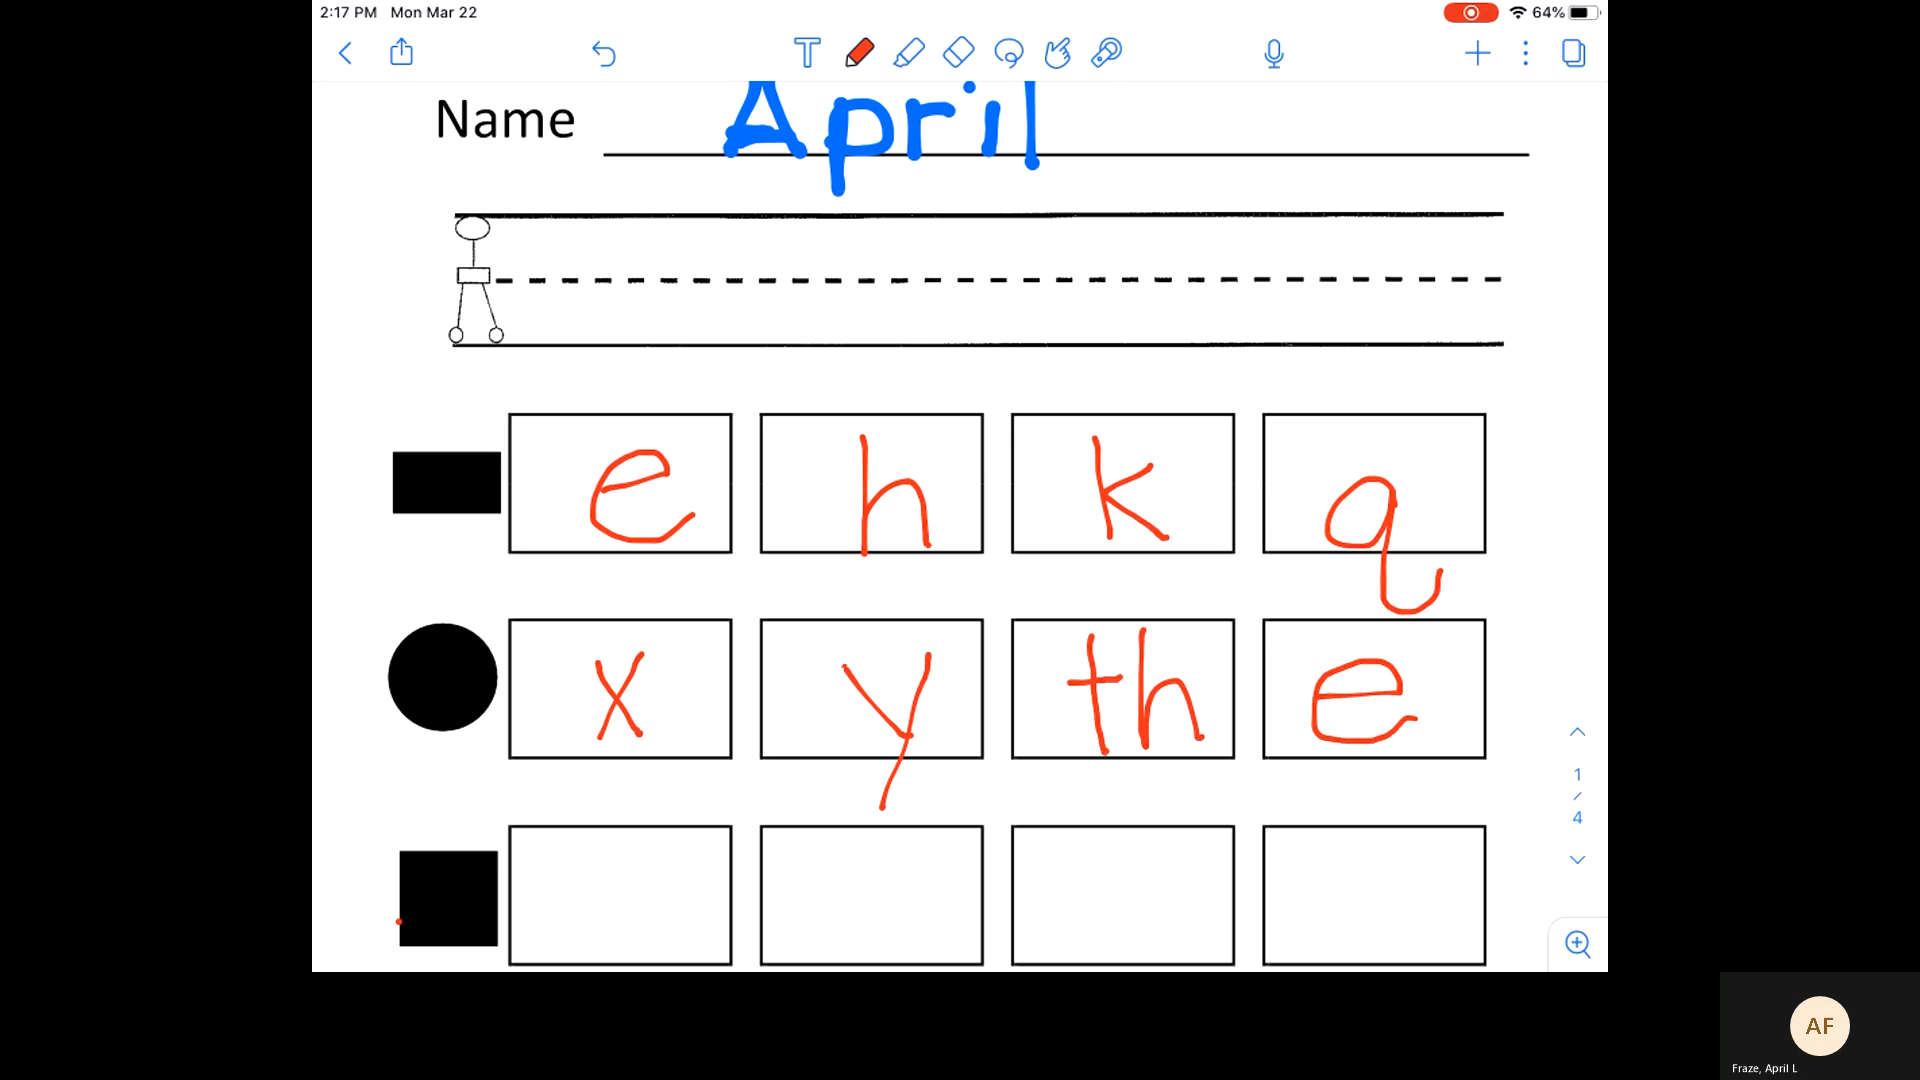 2:17 PM Mon Mar 22 64%
T
Name April
e h k q
x y th e
1
/
4
AF
Fraze, April L